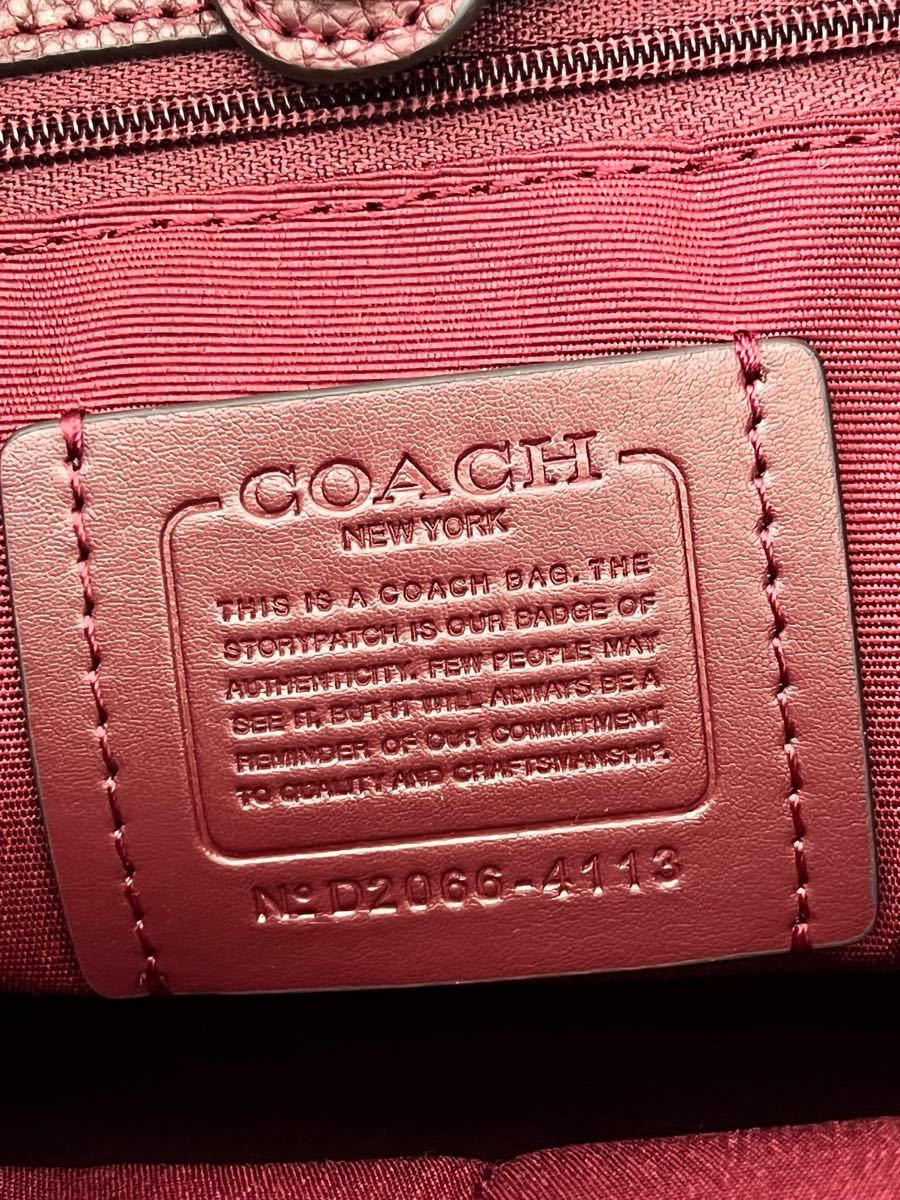 COACH
NEW YORK
THIS IS A COACH BAG. THE
STORYPATCH IS OUR BADGE OF
AUTHENTICITY. FEW PEOPLE MAY
SEE IT, BUT IT WILL ALWAYS BE A
REMINDER OF OUR COMMITMENT
TO QUALITY AND CRAFTSMANSHIP.
Nº D2066-4113